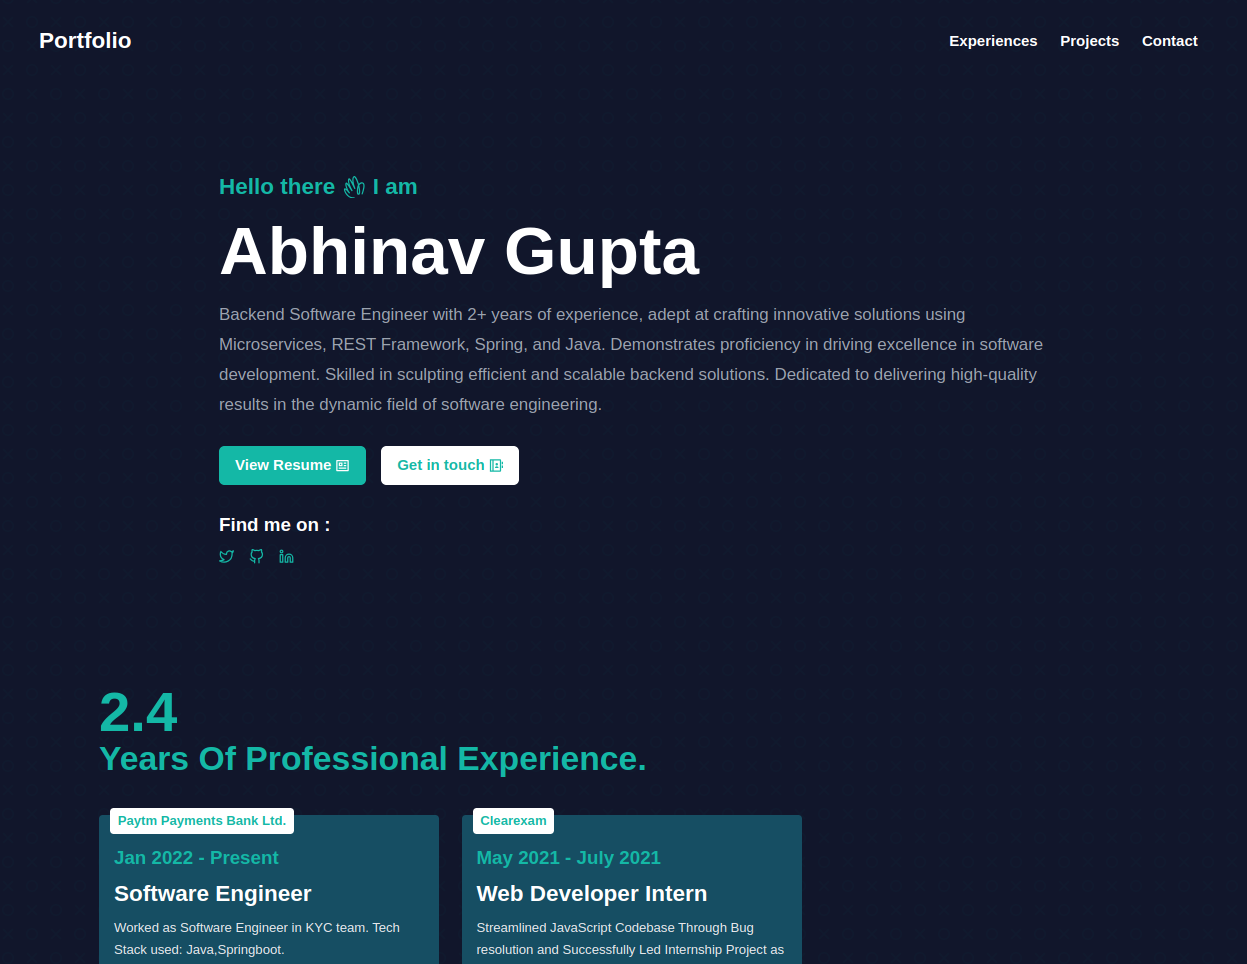 Portfolio
Experiences Projects Contact
Hello there I am
Abhinav Gupta
Backend Software Engineer with 2+ years of experience, adept at crafting innovative solutions using
Microservices, REST Framework, Spring, and Java. Demonstrates proficiency in driving excellence in software
development. Skilled in sculpting efficient and scalable backend solutions. Dedicated to delivering high-quality
results in the dynamic field of software engineering.
View Resume
Get in touch
Find me on :
2.4
Years Of Professional Experience.
Paytm Payments Bank Ltd.
Jan 2022 - Present
Software Engineer
Worked as Software Engineer in KYC team. Tech
Stack used: Java,Springboot.
Clearexam
May 2021 - July 2021
Web Developer Intern
Streamlined JavaScript Codebase Through Bug
resolution and Successfully Led Internship Project as